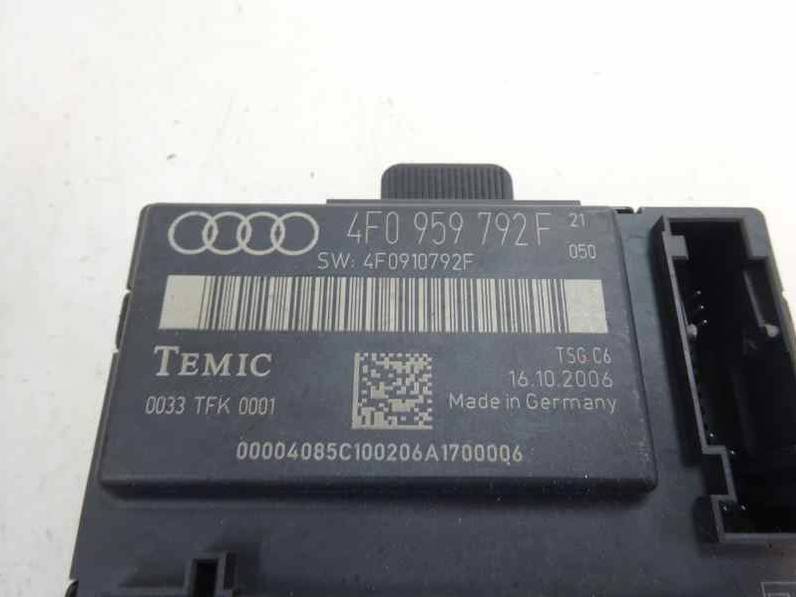 4F0 959 792F 21
050
SW: 4F0910792F
TEMIC
TSG C6
16.10.2006
0033 TFK 0001
Made in Germany
00004085C100206A1700006